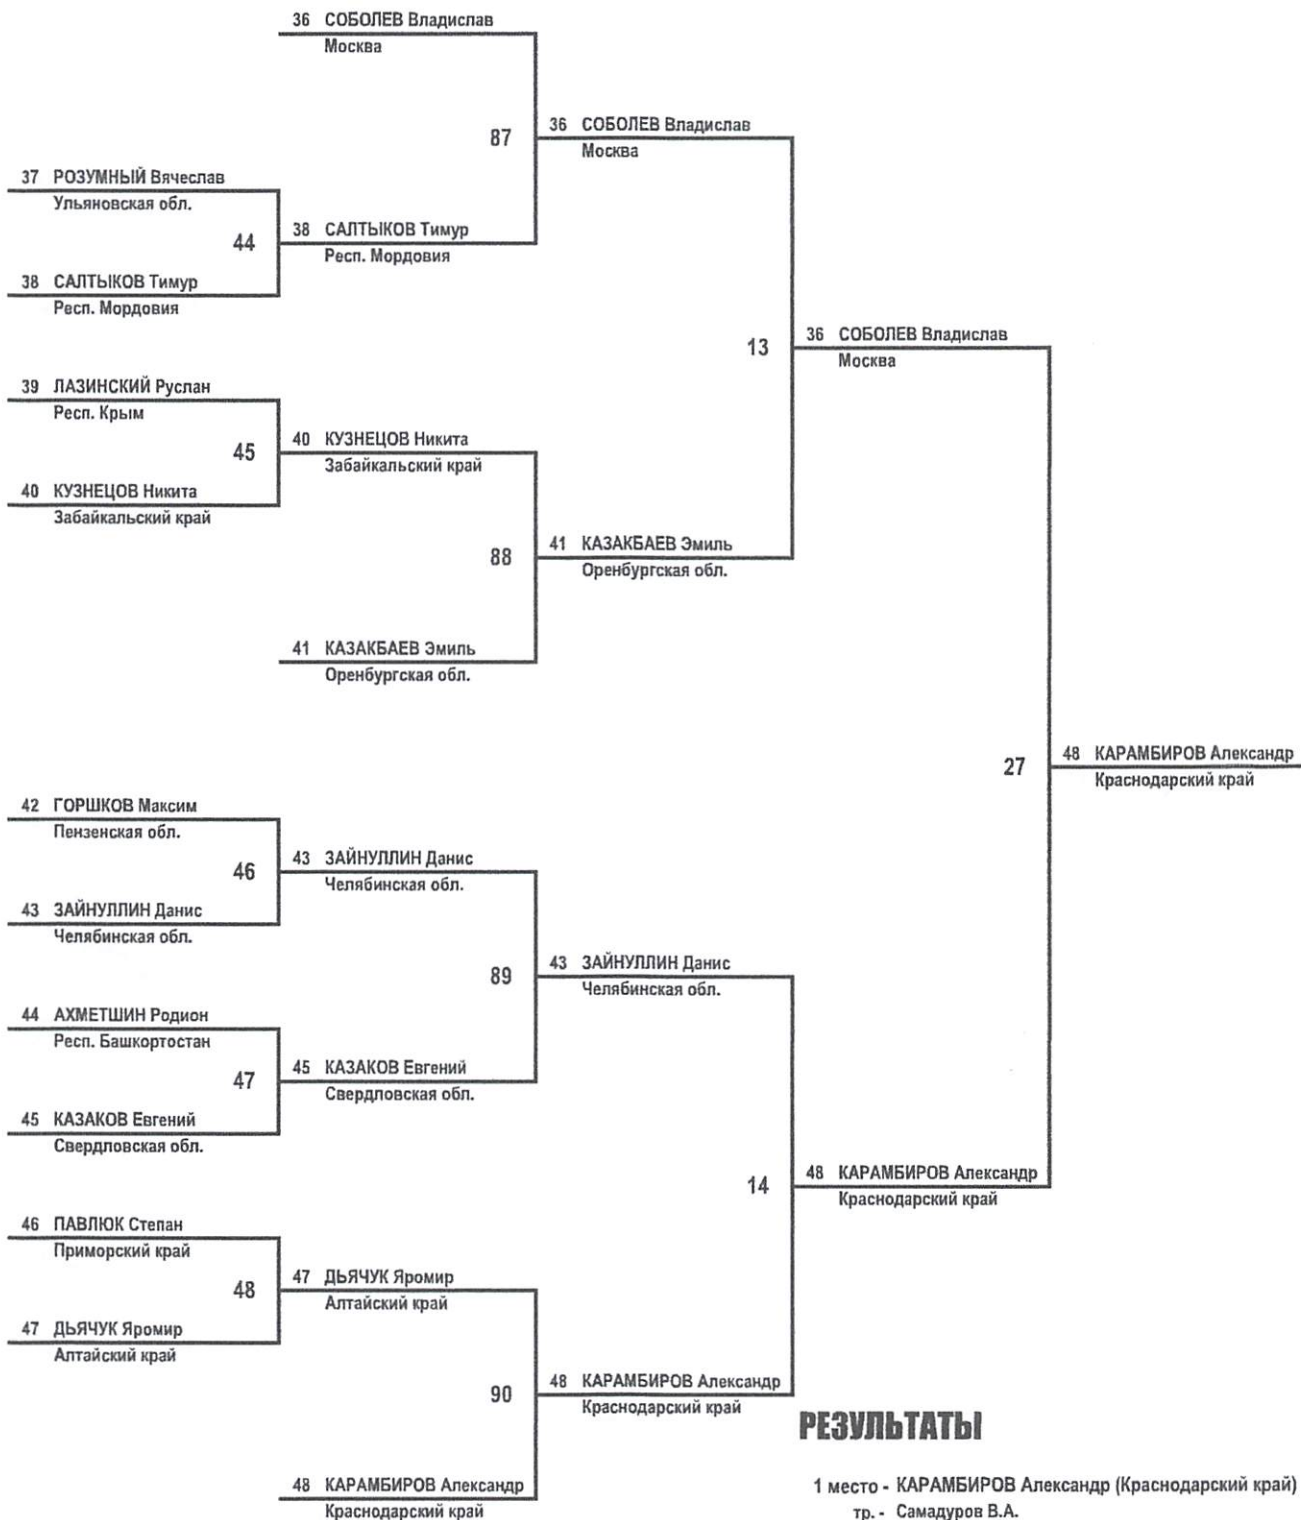 36 СОБОЛЕВ Владислав
Москва
87
36 СОБОЛЕВ Владислав
Москва
37 РОЗУМНЫЙ Вячеслав
Ульяновская обл.
44
38 САЛТЫКОВ Тимур
Респ. Мордовия
38 САЛТЫКОВ Тимур
Респ. Мордовия
13
36 СОБОЛЕВ Владислав
Москва
39 ЛАЗИНСКИЙ Руслан
Респ. Крым
45
40 КУЗНЕЦОВ Никита
Забайкальский край
40 КУЗНЕЦОВ Никита
Забайкальский край
88
41 КАЗАКБАЕВ Эмиль
Оренбургская обл.
41 КАЗАКБАЕВ Эмиль
Оренбургская обл.
27
48 КАРАМБИРОВ Александр
Краснодарский край
42 ГОРШКОВ Максим
Пензенская обл.
46
43 ЗАЙНУЛЛИН Данис
Челябинская обл.
43 ЗАЙНУЛЛИН Данис
Челябинская обл.
89
43 ЗАЙНУЛЛИН Данис
Челябинская обл.
44 АХМЕТШИН Родион
Респ. Башкортостан
47
45 КАЗАКОВ Евгений
Свердловская обл.
45 КАЗАКОВ Евгений
Свердловская обл.
14
48 КАРАМБИРОВ Александр
Краснодарский край
46 ПАВЛЮК Степан
Приморский край
48
47 ДЬЯЧУК Яромир
Алтайский край
47 ДЬЯЧУК Яромир
Алтайский край
90
48 КАРАМБИРОВ Александр
Краснодарский край
РЕЗУЛЬТАТЫ
48 КАРАМБИРОВ Александр
Краснодарский край
1 место - КАРАМБИРОВ Александр (Краснодарский край)
тр. - Самадуров В.А.